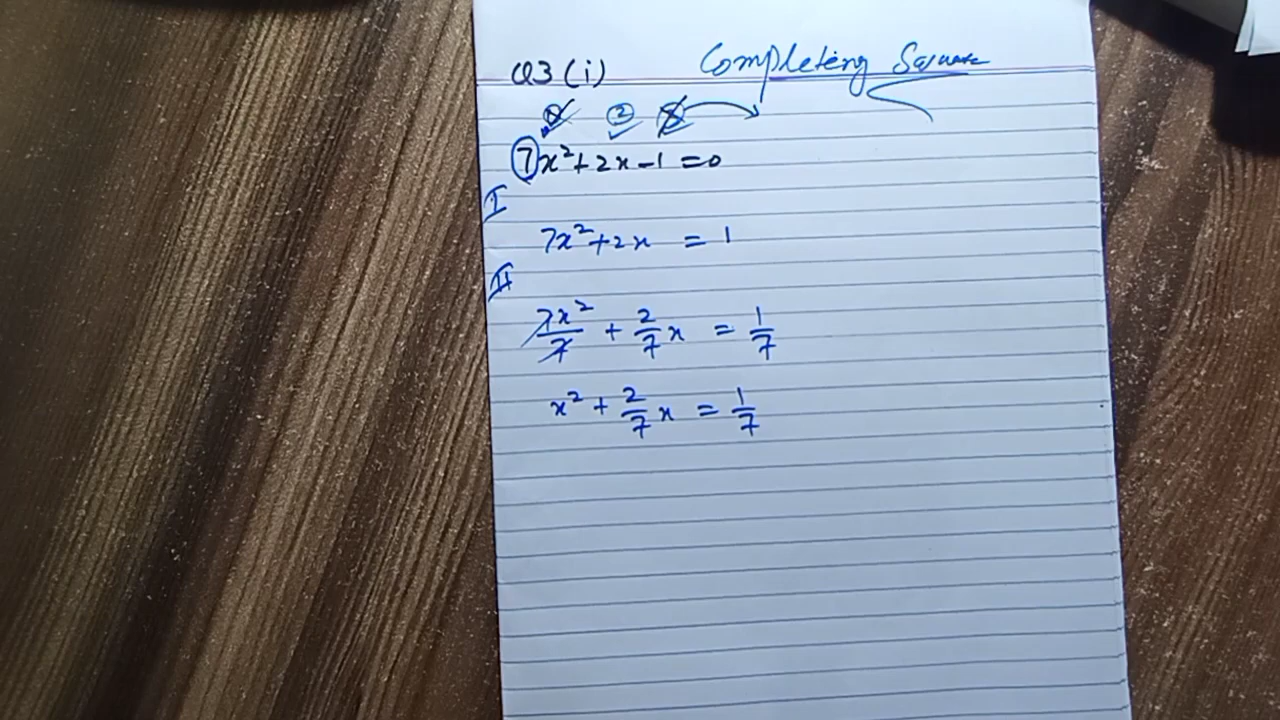 Q3 (i) Completing Square
②
7x² + 2x - 1 = 0
I
7x² + 2x = 1
II
7x²/7 + 2/7 x = 1/7
x² + 2/7 x = 1/7